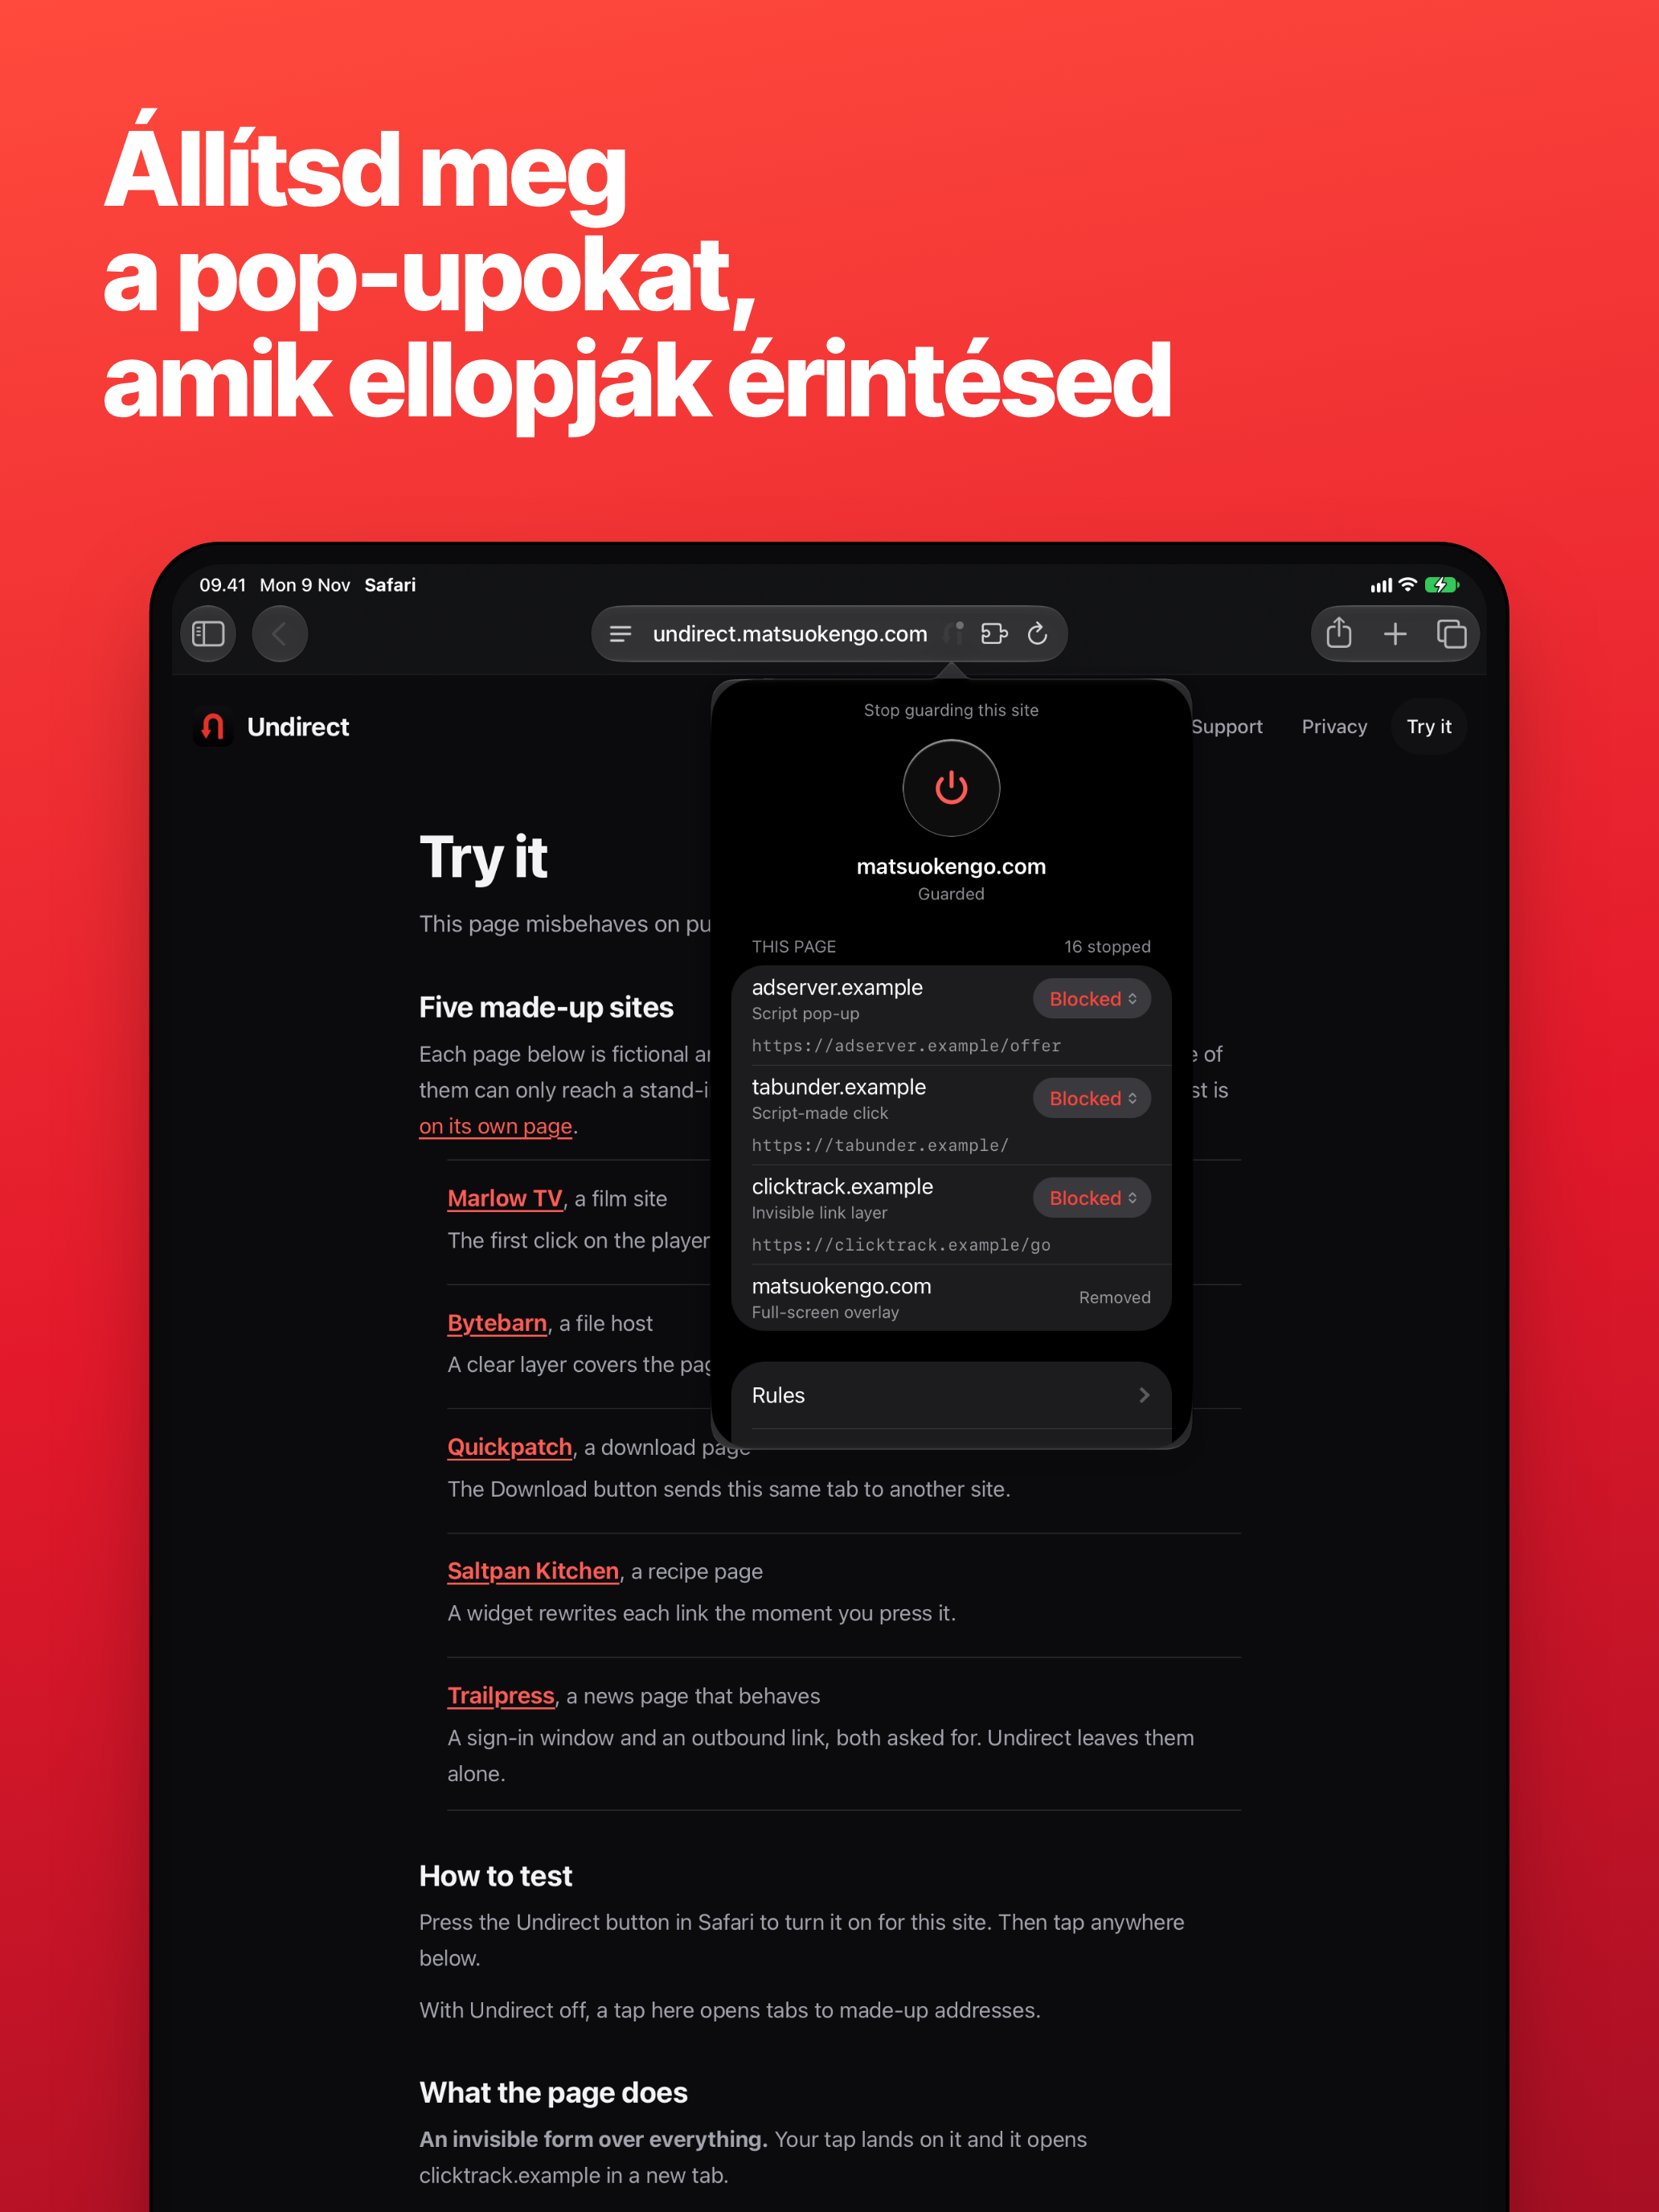 Állítsd meg
a pop-upokat,
amik ellopják érintésed
09.41 Mon 9 Nov Safari
undirect.matsuokengo.com
Undirect
Support Privacy Try it
Stop guarding this site
matsuokengo.com
Guarded
THIS PAGE 16 stopped
adserver.example
Script pop-up
Blocked
https://adserver.example/offer
tabunder.example
Script-made click
Blocked
https://tabunder.example/
clicktrack.example
Invisible link layer
Blocked
https://clicktrack.example/go
matsuokengo.com
Full-screen overlay
Removed
Rules
Try it
This page misbehaves on
Five made-up sites
Each page below is fictional of
them can only reach a is
on its own page.
Marlow TV, a film site
The first click on the player
Bytebarn, a file host
A clear layer covers the
Quickpatch, a download page
The Download button sends this same tab to another site.
Saltpan Kitchen, a recipe page
A widget rewrites each link the moment you press it.
Trailpress, a news page that behaves
A sign-in window and an outbound link, both asked for. Undirect leaves them
alone.
How to test
Press the Undirect button in Safari to turn it on for this site. Then tap anywhere
below.
With Undirect off, a tap here opens tabs to made-up addresses.
What the page does
An invisible form over everything. Your tap lands on it and it opens
clicktrack.example in a new tab.